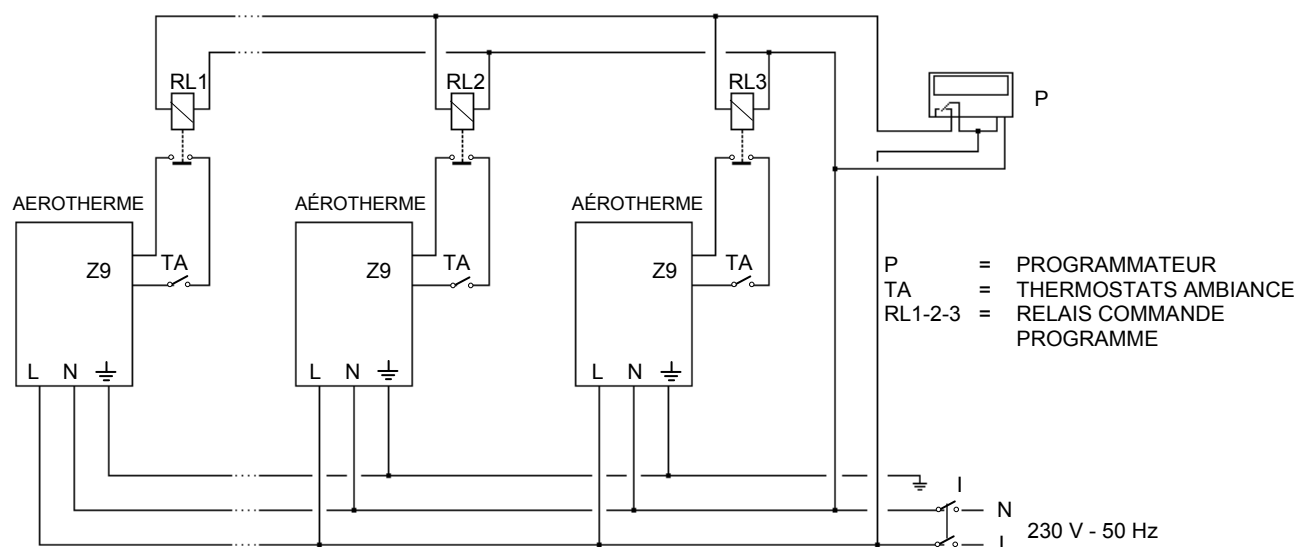 RL1
RL2
RL3
P
AEROTHERME
AÉROTHERME
AÉROTHERME
Z9
TA
Z9
TA
Z9
TA
P = PROGRAMMATEUR
TA = THERMOSTATS AMBIANCE
RL1-2-3 = RELAIS COMMANDE
PROGRAMME
L N
L N
L N
I
N
L
230 V - 50 Hz